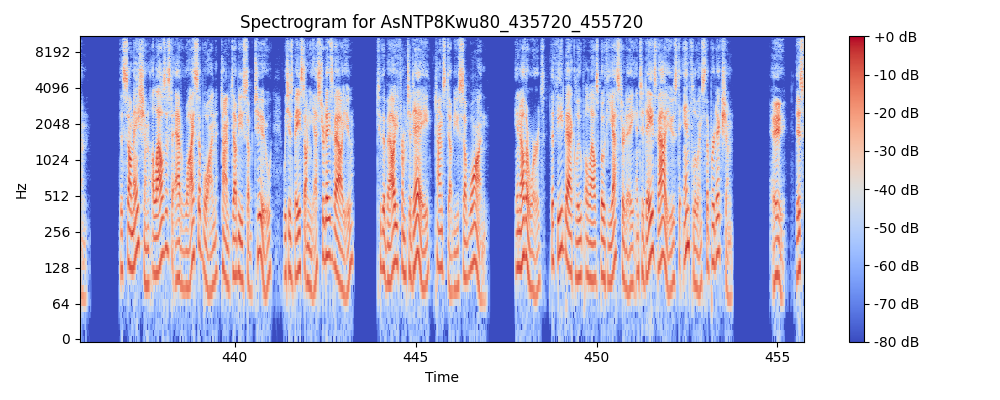 Spectrogram for AsNTP8Kwu80_435720_455720
8192
4096
2048
1024
512
256
128
64
0
Hz
440
445
450
455
Time
+0 dB
-10 dB
-20 dB
-30 dB
-40 dB
-50 dB
-60 dB
-70 dB
-80 dB